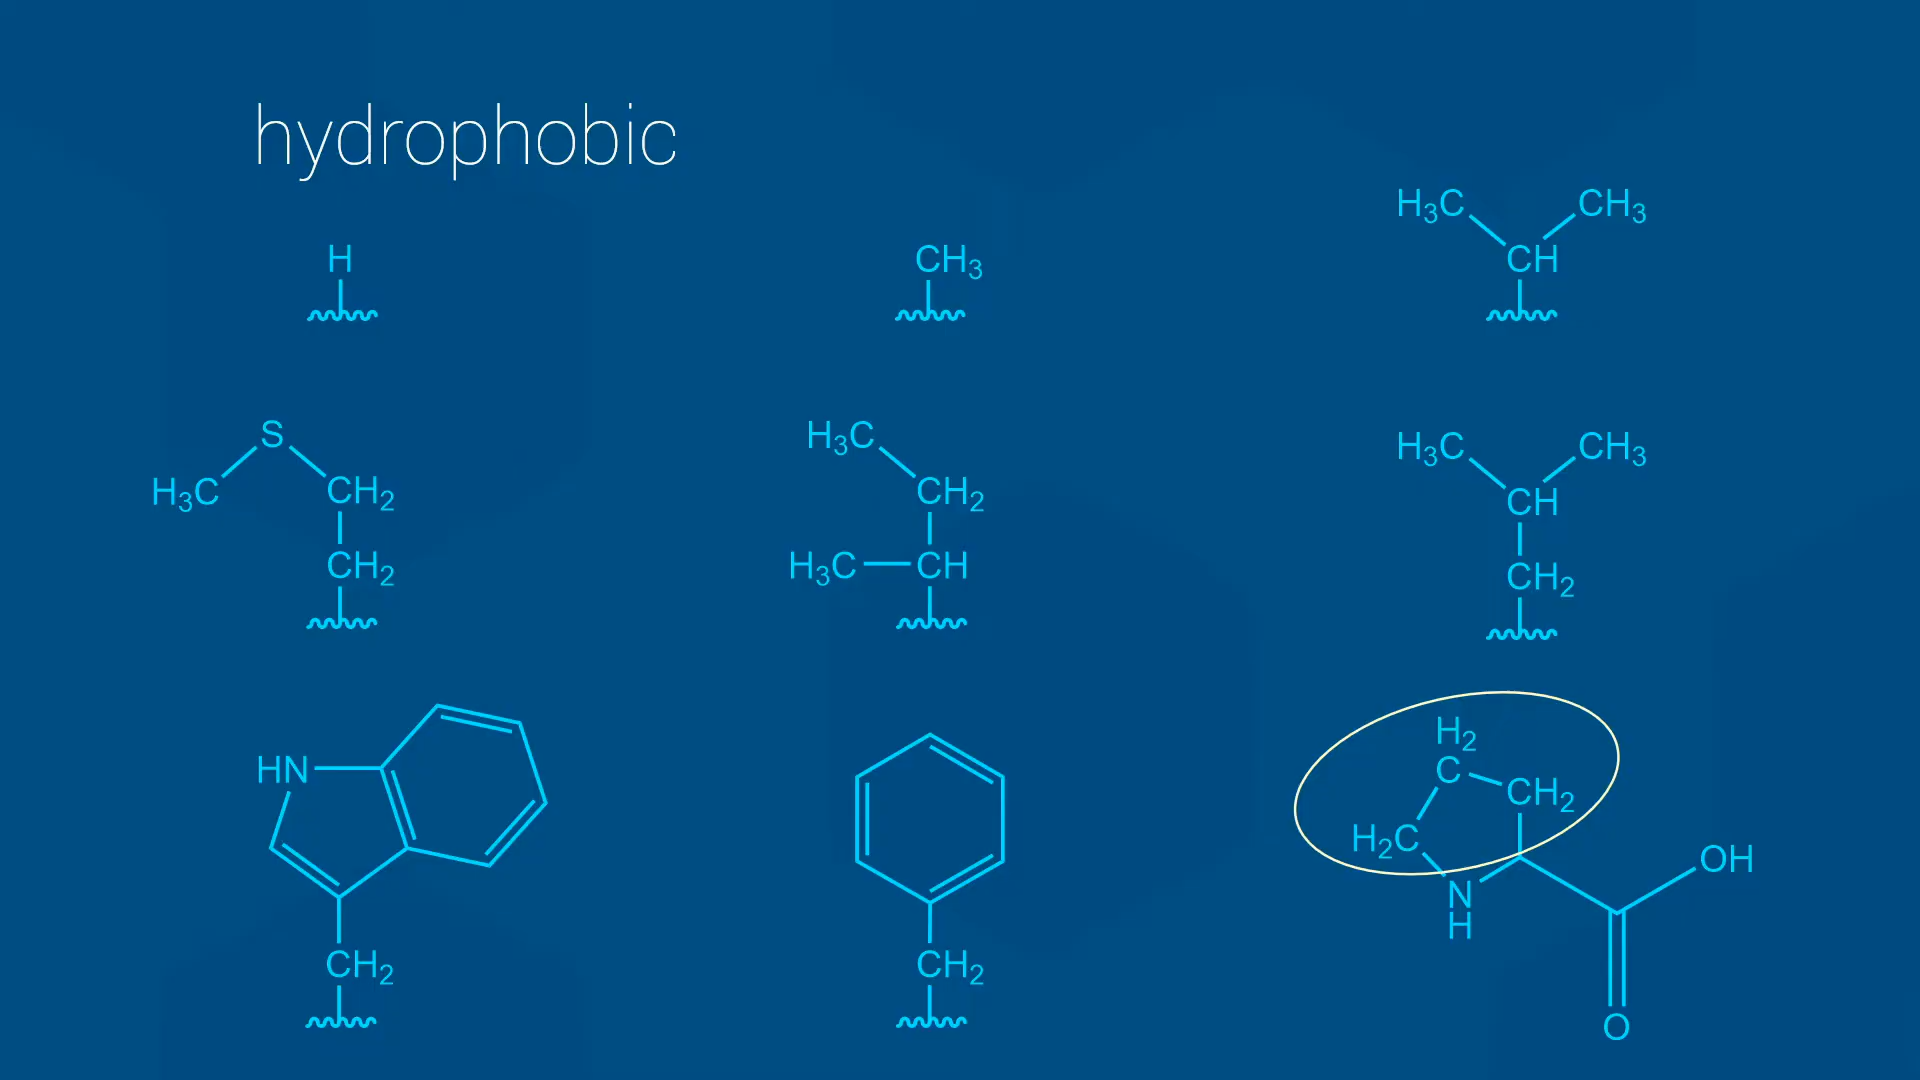 hydrophobic
H
CH₃
H₃C
CH₃
CH
S
H₃C
CH₂
CH₂
H₃C
CH₂
H₃C
CH
H₃C
CH₃
CH
CH₂
HN
CH₂
CH₂
H₂
C
CH₂
H₂C
N
H
OH
O